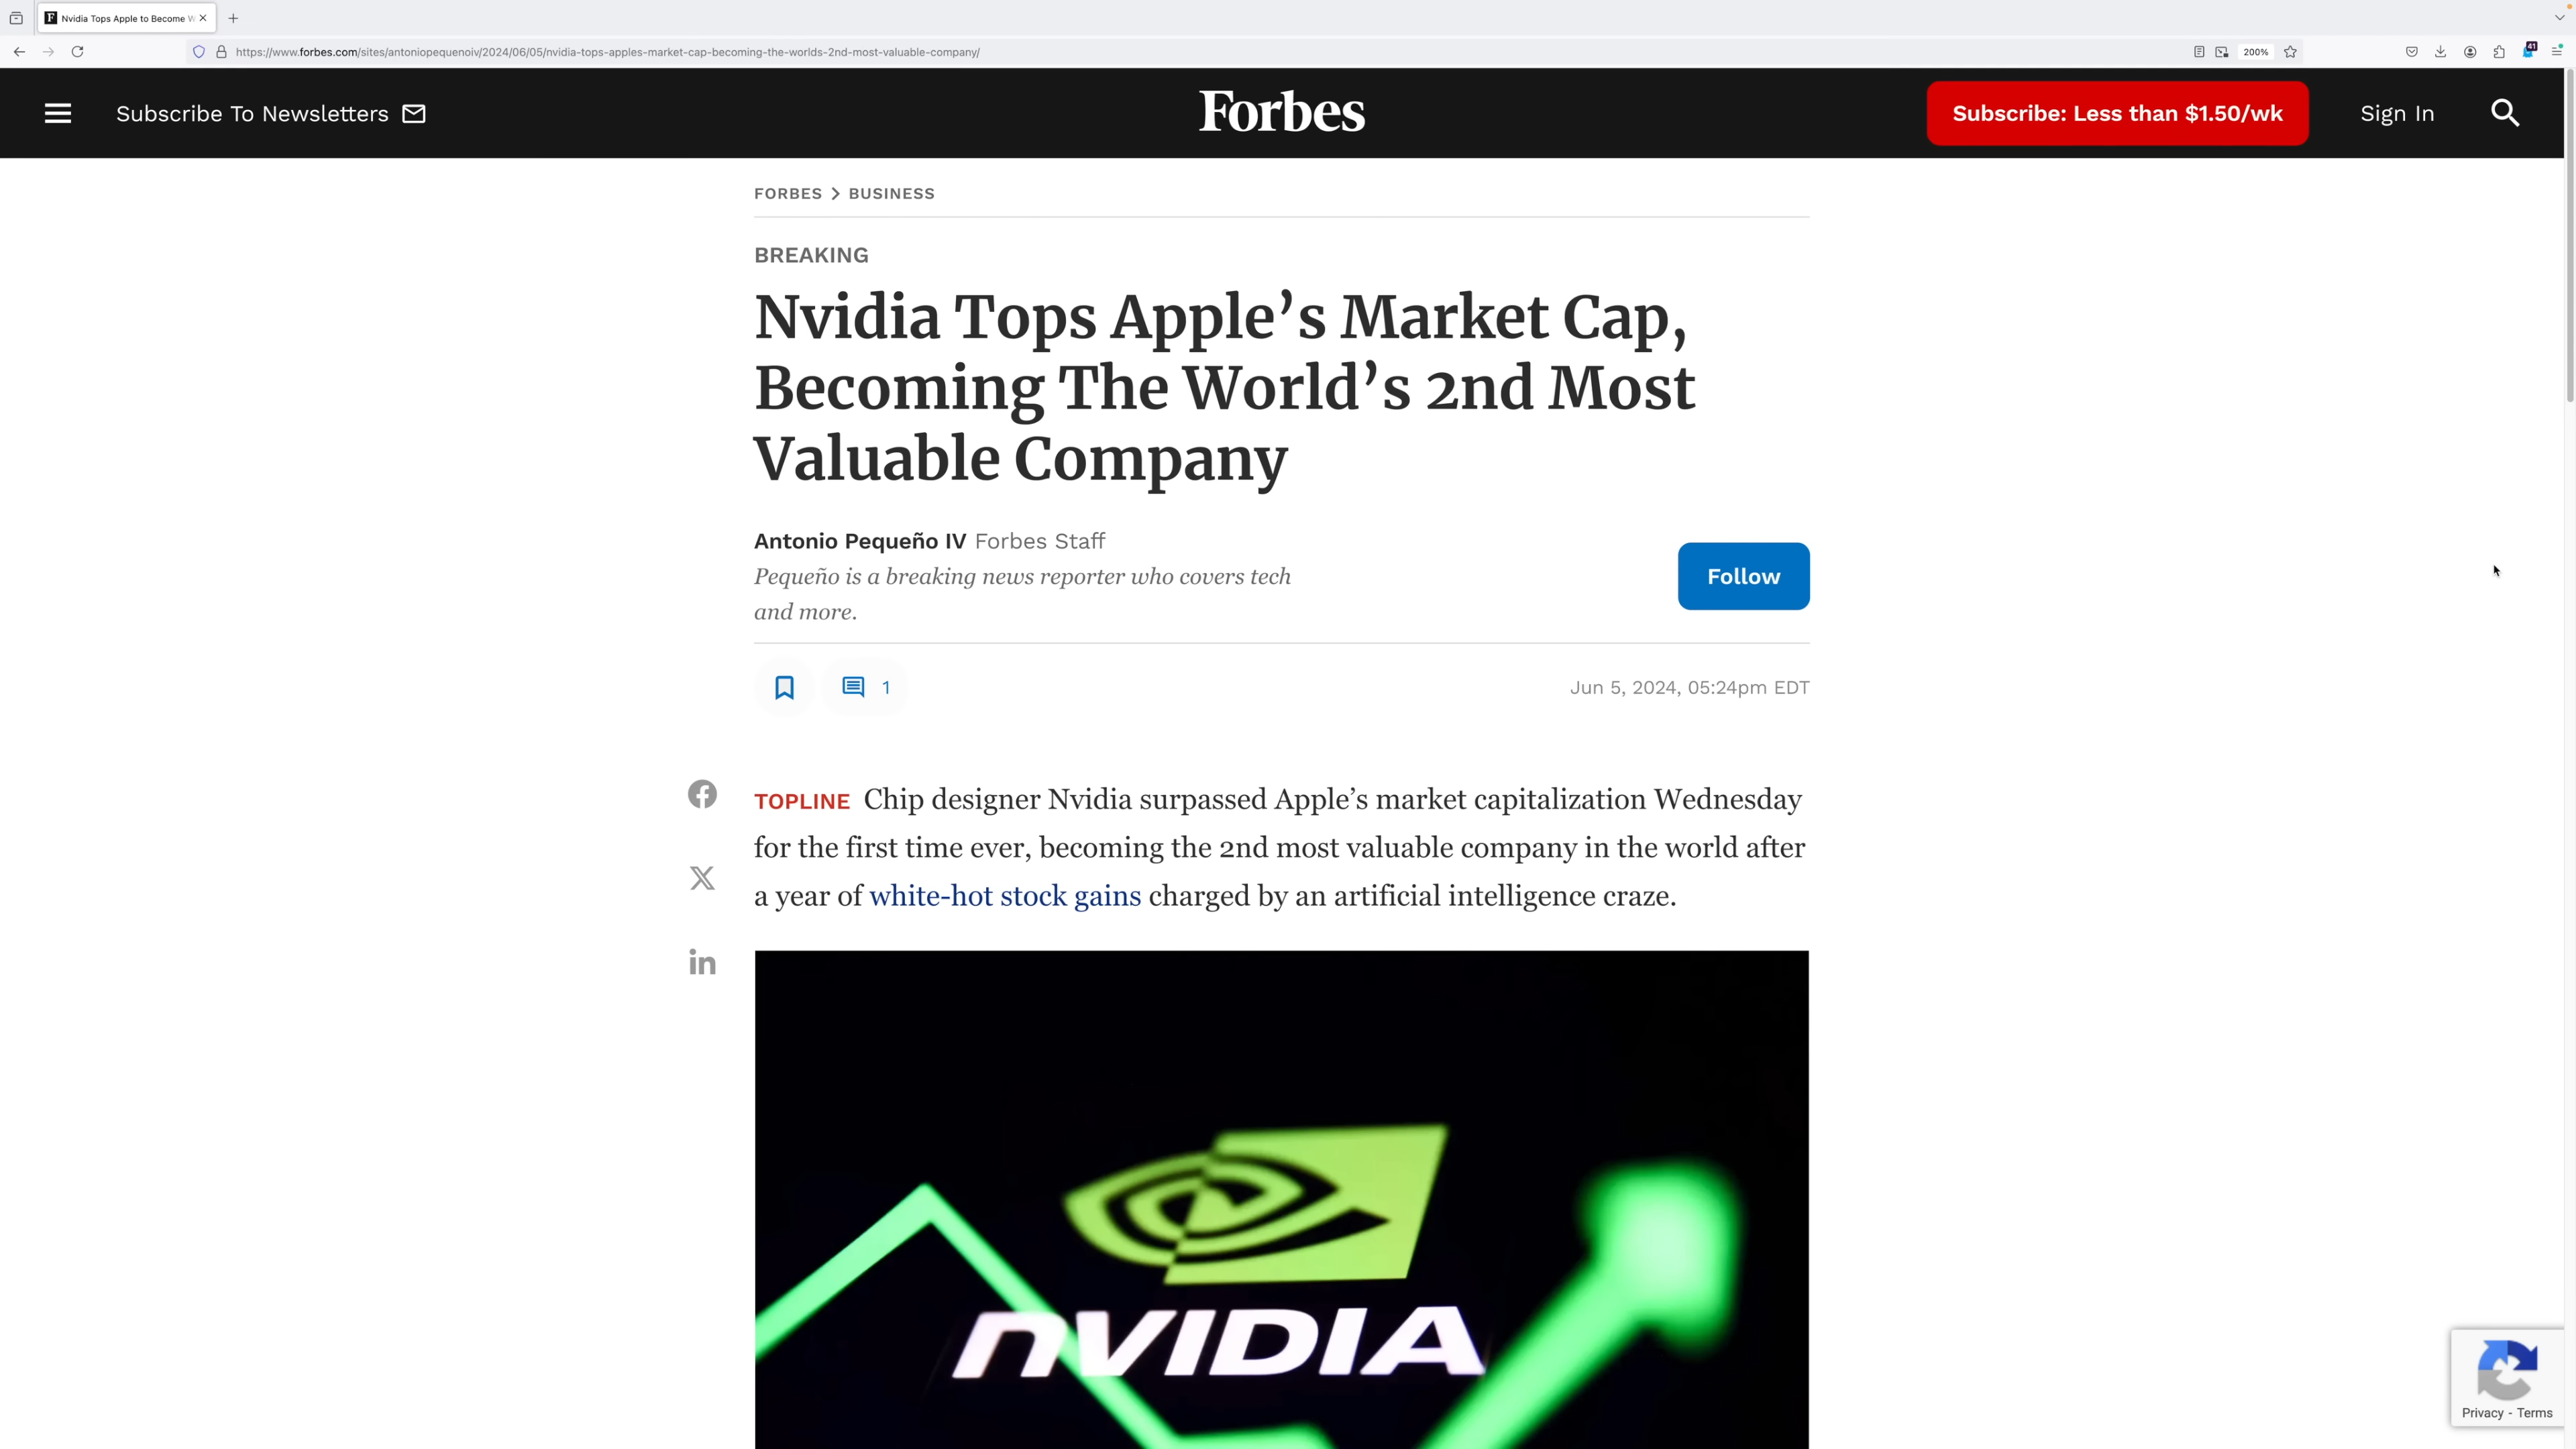 Nvidia Tops Apple to Become W
https://www.forbes.com/sites/antoniopequenoiv/2024/06/05/nvidia-tops-apples-market-cap-becoming-the-worlds-2nd-most-valuable-company/
200%
41
Subscribe To Newsletters
Forbes
Subscribe: Less than $1.50/wk
Sign In
FORBES > BUSINESS
BREAKING
Nvidia Tops Apple’s Market Cap,
Becoming The World’s 2nd Most
Valuable Company
Antonio Pequeño IV Forbes Staff
Pequeño is a breaking news reporter who covers tech
and more.
Follow
1
Jun 5, 2024, 05:24pm EDT
TOPLINE Chip designer Nvidia surpassed Apple’s market capitalization Wednesday
for the first time ever, becoming the 2nd most valuable company in the world after
a year of white-hot stock gains charged by an artificial intelligence craze.
nVIDIA
Privacy - Terms